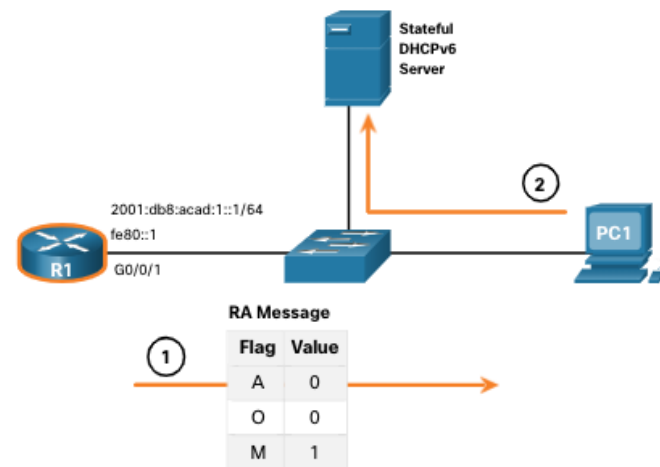 Stateful
DHCPv6
Server
2
2001:db8:acad:1::1/64
fe80::1
PC1
R1
G0/0/1
RA Message
1
Flag Value
A 0
O 0
M 1